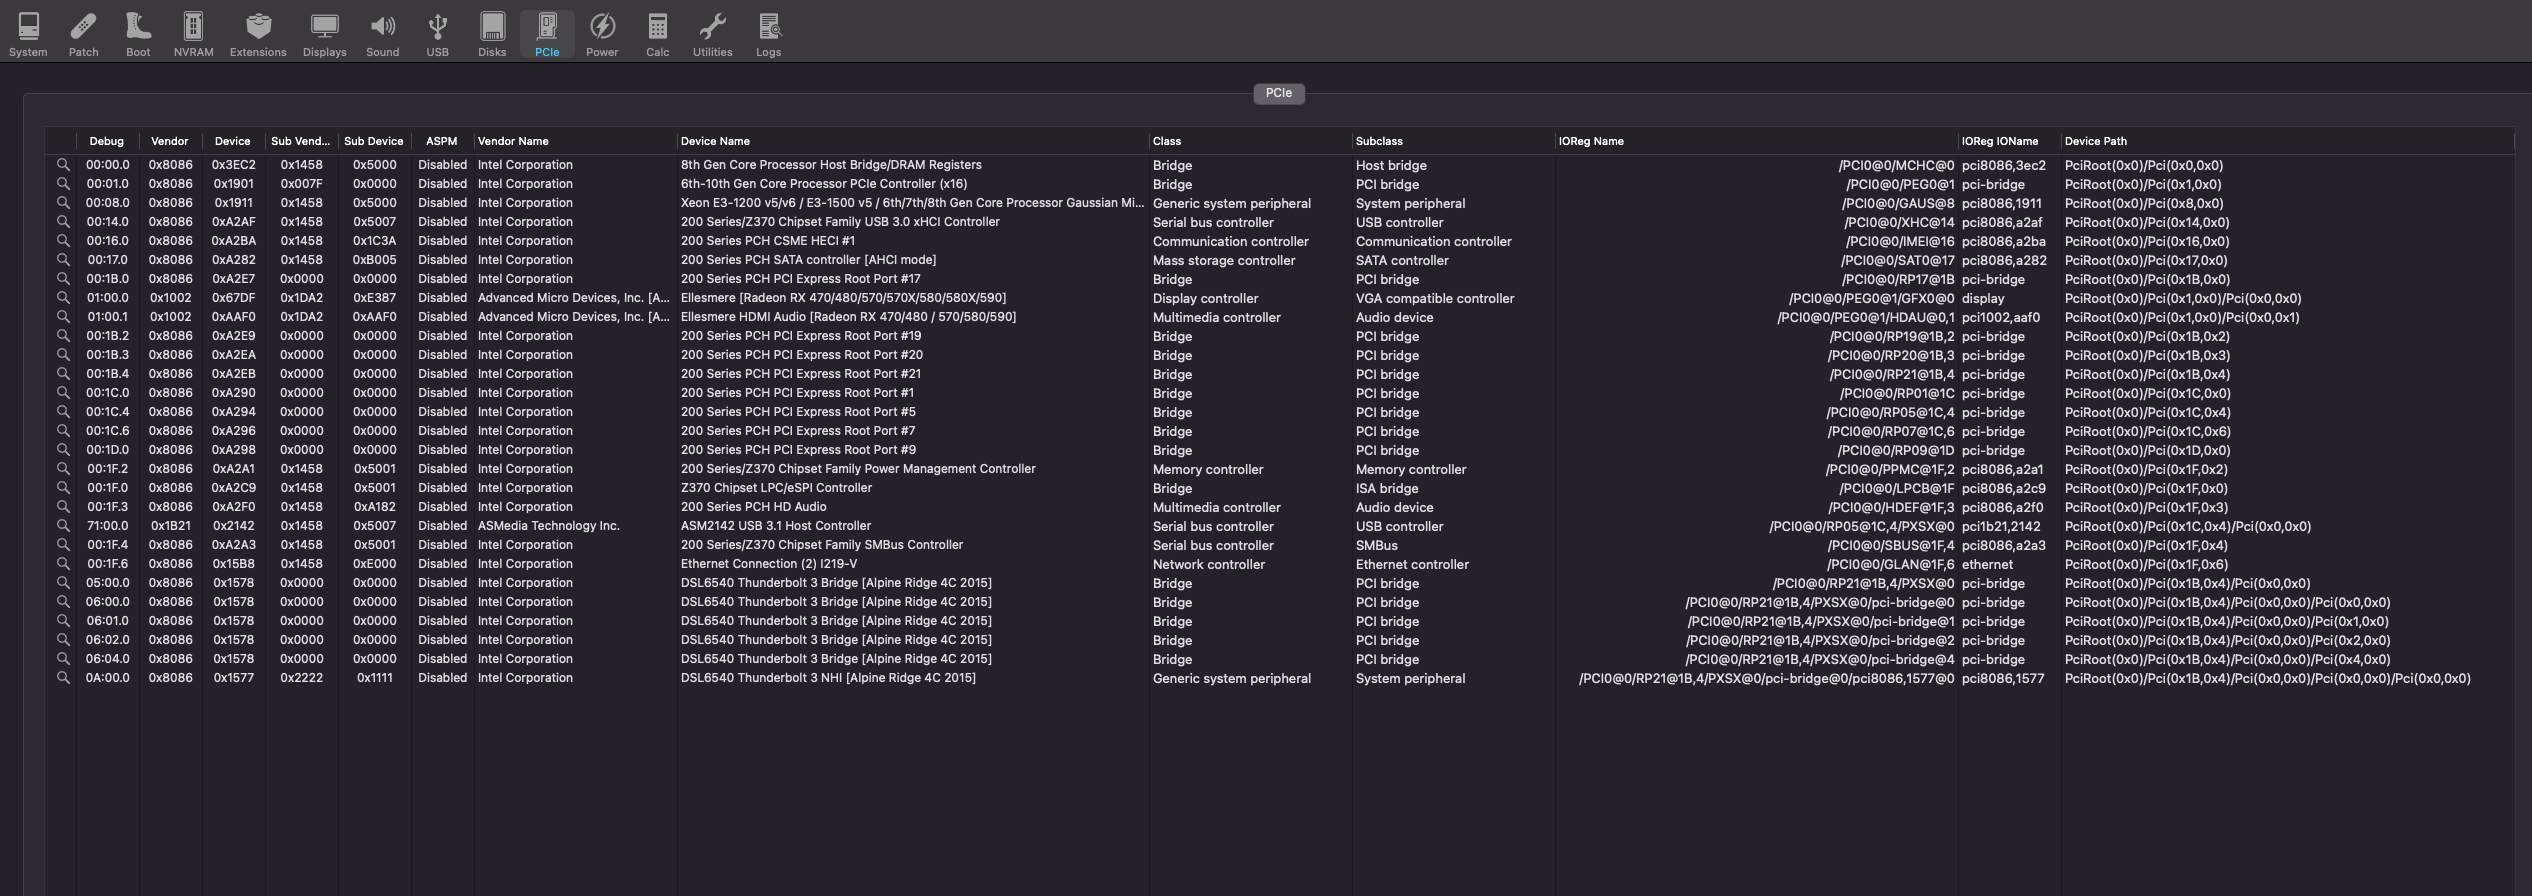 System Patch Boot NVRAM Extensions Displays Sound USB Disks PCIe Power Calc Utilities Logs
PCIe
Debug Vendor Device Sub Vend... Sub Device ASPM Vendor Name Device Name Class Subclass IOReg Name IOReg IOName Device Path
00:00.0 0x8086 0x3EC2 0x1458 0x5000 Disabled Intel Corporation 8th Gen Core Processor Host Bridge/DRAM Registers Bridge Host bridge /PCI0@0/MCHC@0 pci8086,3ec2 PciRoot(0x0)/Pci(0x0,0x0)
00:01.0 0x8086 0x1901 0x007F 0x0000 Disabled Intel Corporation 6th-10th Gen Core Processor PCIe Controller (x16) Bridge PCI bridge /PCI0@0/PEG0@1 pci-bridge PciRoot(0x0)/Pci(0x1,0x0)
00:08.0 0x8086 0x1911 0x1458 0x5000 Disabled Intel Corporation Xeon E3-1200 v5/v6 / E3-1500 v5 / 6th/7th/8th Gen Core Processor Gaussian Mi... Generic system peripheral System peripheral /PCI0@0/GAUS@8 pci8086,1911 PciRoot(0x0)/Pci(0x8,0x0)
00:14.0 0x8086 0xA2AF 0x1458 0x5007 Disabled Intel Corporation 200 Series/Z370 Chipset Family USB 3.0 xHCI Controller Serial bus controller USB controller /PCI0@0/XHC@14 pci8086,a2af PciRoot(0x0)/Pci(0x14,0x0)
00:16.0 0x8086 0xA2BA 0x1458 0x1C3A Disabled Intel Corporation 200 Series PCH CSME HECI #1 Communication controller Communication controller /PCI0@0/IMEI@16 pci8086,a2ba PciRoot(0x0)/Pci(0x16,0x0)
00:17.0 0x8086 0xA282 0x1458 0xB005 Disabled Intel Corporation 200 Series PCH SATA controller [AHCI mode] Mass storage controller SATA controller /PCI0@0/SAT0@17 pci8086,a282 PciRoot(0x0)/Pci(0x17,0x0)
00:1B.0 0x8086 0xA2E7 0x0000 0x0000 Disabled Intel Corporation 200 Series PCH PCI Express Root Port #17 Bridge PCI bridge /PCI0@0/RP17@1B pci-bridge PciRoot(0x0)/Pci(0x1B,0x0)
01:00.0 0x1002 0x67DF 0x1DA2 0xE387 Disabled Advanced Micro Devices, Inc. [A... Ellesmere [Radeon RX 470/480/570/570X/580/580X/590] Display controller VGA compatible controller /PCI0@0/PEG0@1/GFX0@0 display PciRoot(0x0)/Pci(0x1,0x0)/Pci(0x0,0x0)
01:00.1 0x1002 0xAAF0 0x1DA2 0xAAF0 Disabled Advanced Micro Devices, Inc. [A... Ellesmere HDMI Audio [Radeon RX 470/480 / 570/580/590] Multimedia controller Audio device /PCI0@0/PEG0@1/HDAU@0,1 pci1002,aaf0 PciRoot(0x0)/Pci(0x1,0x0)/Pci(0x0,0x1)
00:1B.2 0x8086 0xA2E9 0x0000 0x0000 Disabled Intel Corporation 200 Series PCH PCI Express Root Port #19 Bridge PCI bridge /PCI0@0/RP19@1B,2 pci-bridge PciRoot(0x0)/Pci(0x1B,0x2)
00:1B.3 0x8086 0xA2EA 0x0000 0x0000 Disabled Intel Corporation 200 Series PCH PCI Express Root Port #20 Bridge PCI bridge /PCI0@0/RP20@1B,3 pci-bridge PciRoot(0x0)/Pci(0x1B,0x3)
00:1B.4 0x8086 0xA2EB 0x0000 0x0000 Disabled Intel Corporation 200 Series PCH PCI Express Root Port #21 Bridge PCI bridge /PCI0@0/RP21@1B,4 pci-bridge PciRoot(0x0)/Pci(0x1B,0x4)
00:1C.0 0x8086 0xA290 0x0000 0x0000 Disabled Intel Corporation 200 Series PCH PCI Express Root Port #1 Bridge PCI bridge /PCI0@0/RP01@1C pci-bridge PciRoot(0x0)/Pci(0x1C,0x0)
00:1C.4 0x8086 0xA294 0x0000 0x0000 Disabled Intel Corporation 200 Series PCH PCI Express Root Port #5 Bridge PCI bridge /PCI0@0/RP05@1C,4 pci-bridge PciRoot(0x0)/Pci(0x1C,0x4)
00:1C.6 0x8086 0xA296 0x0000 0x0000 Disabled Intel Corporation 200 Series PCH PCI Express Root Port #7 Bridge PCI bridge /PCI0@0/RP07@1C,6 pci-bridge PciRoot(0x0)/Pci(0x1C,0x6)
00:1D.0 0x8086 0xA298 0x0000 0x0000 Disabled Intel Corporation 200 Series PCH PCI Express Root Port #9 Bridge PCI bridge /PCI0@0/RP09@1D pci-bridge PciRoot(0x0)/Pci(0x1D,0x0)
00:1F.2 0x8086 0xA2A1 0x1458 0x5001 Disabled Intel Corporation 200 Series/Z370 Chipset Family Power Management Controller Memory controller Memory controller /PCI0@0/PPMC@1F,2 pci8086,a2a1 PciRoot(0x0)/Pci(0x1F,0x2)
00:1F.0 0x8086 0xA2C9 0x1458 0x5001 Disabled Intel Corporation Z370 Chipset LPC/eSPI Controller Bridge ISA bridge /PCI0@0/LPCB@1F pci8086,a2c9 PciRoot(0x0)/Pci(0x1F,0x0)
00:1F.3 0x8086 0xA2F0 0x1458 0xA182 Disabled Intel Corporation 200 Series PCH HD Audio Multimedia controller Audio device /PCI0@0/HDEF@1F,3 pci8086,a2f0 PciRoot(0x0)/Pci(0x1F,0x3)
71:00.0 0x1B21 0x2142 0x1458 0x5007 Disabled ASMedia Technology Inc. ASM2142 USB 3.1 Host Controller Serial bus controller USB controller /PCI0@0/RP05@1C,4/PXSX@0 pci1b21,2142 PciRoot(0x0)/Pci(0x1C,0x4)/Pci(0x0,0x0)
00:1F.4 0x8086 0xA2A3 0x1458 0x5001 Disabled Intel Corporation 200 Series/Z370 Chipset Family SMBus Controller Serial bus controller SMBus /PCI0@0/SBUS@1F,4 pci8086,a2a3 PciRoot(0x0)/Pci(0x1F,0x4)
00:1F.6 0x8086 0x15B8 0x1458 0xE000 Disabled Intel Corporation Ethernet Connection (2) I219-V Network controller Ethernet controller /PCI0@0/GLAN@1F,6 ethernet PciRoot(0x0)/Pci(0x1F,0x6)
05:00.0 0x8086 0x1578 0x0000 0x0000 Disabled Intel Corporation DSL6540 Thunderbolt 3 Bridge [Alpine Ridge 4C 2015] Bridge PCI bridge /PCI0@0/RP21@1B,4/PXSX@0 pci-bridge PciRoot(0x0)/Pci(0x1B,0x4)/Pci(0x0,0x0)
06:00.0 0x8086 0x1578 0x0000 0x0000 Disabled Intel Corporation DSL6540 Thunderbolt 3 Bridge [Alpine Ridge 4C 2015] Bridge PCI bridge /PCI0@0/RP21@1B,4/PXSX@0/pci-bridge@0 pci-bridge PciRoot(0x0)/Pci(0x1B,0x4)/Pci(0x0,0x0)/Pci(0x0,0x0)
06:01.0 0x8086 0x1578 0x0000 0x0000 Disabled Intel Corporation DSL6540 Thunderbolt 3 Bridge [Alpine Ridge 4C 2015] Bridge PCI bridge /PCI0@0/RP21@1B,4/PXSX@0/pci-bridge@1 pci-bridge PciRoot(0x0)/Pci(0x1B,0x4)/Pci(0x0,0x0)/Pci(0x1,0x0)
06:02.0 0x8086 0x1578 0x0000 0x0000 Disabled Intel Corporation DSL6540 Thunderbolt 3 Bridge [Alpine Ridge 4C 2015] Bridge PCI bridge /PCI0@0/RP21@1B,4/PXSX@0/pci-bridge@2 pci-bridge PciRoot(0x0)/Pci(0x1B,0x4)/Pci(0x0,0x0)/Pci(0x2,0x0)
06:04.0 0x8086 0x1578 0x0000 0x0000 Disabled Intel Corporation DSL6540 Thunderbolt 3 Bridge [Alpine Ridge 4C 2015] Bridge PCI bridge /PCI0@0/RP21@1B,4/PXSX@0/pci-bridge@4 pci-bridge PciRoot(0x0)/Pci(0x1B,0x4)/Pci(0x0,0x0)/Pci(0x4,0x0)
0A:00.0 0x8086 0x1577 0x2222 0x1111 Disabled Intel Corporation DSL6540 Thunderbolt 3 NHI [Alpine Ridge 4C 2015] Generic system peripheral System peripheral /PCI0@0/RP21@1B,4/PXSX@0/pci-bridge@0/pci8086,1577@0 pci8086,1577 PciRoot(0x0)/Pci(0x1B,0x4)/Pci(0x0,0x0)/Pci(0x0,0x0)/Pci(0x0,0x0)